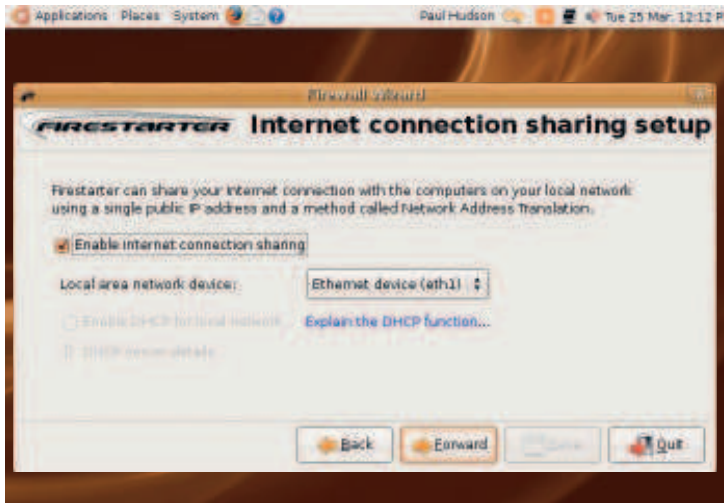 Applications Places System
Paul Hudson
Tue 25 Mar, 12:12 P
Firewall Wizard
FIRESTARTER Internet connection sharing setup
Firestarter can share your Internet connection with the computers on your local network
using a single public IP address and a method called Network Address Translation.
Enable Internet connection sharing
Local area network device:
Ethernet device (eth1)
Enable DHCP for local network
Explain the DHCP function...
DHCP server details
Back
Forward
Save
Quit